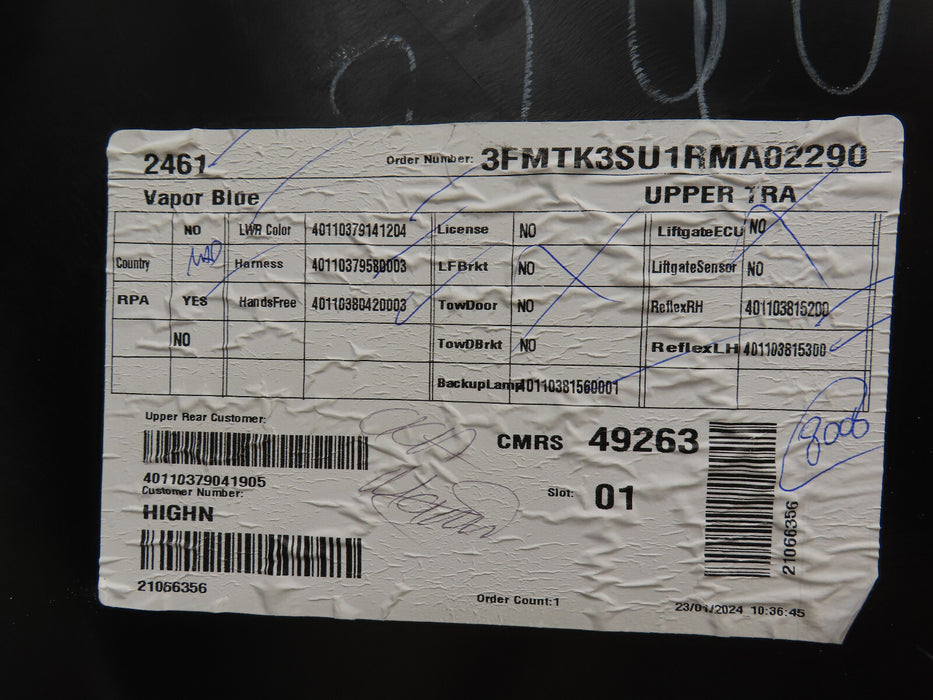 2461 Order Number: 3FMTK3SU1RMA02290
Vapor Blue UPPER TRA
NO LWR Color 40110379141204 License NO LiftgateECU NO
Country Harness 40110379580003 LFBrkt NO LiftgateSensor NO
RPA YES HandsFree 40110380420003 TowDoor NO ReflexRH 401103815200
NO TowDBrkt NO ReflexLH 401103815300
BackupLamp 40110381560001
Upper Rear Customer:
CMRS 49263
40110379041905
Customer Number:
Slot: 01
HIGHN
8006
21066356
21066356
Order Count:1
23/01/2024 10:36:45